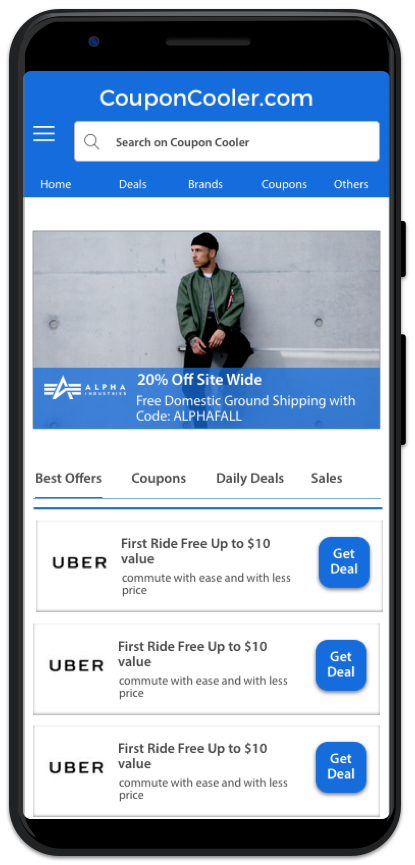 CouponCooler.com
Search on Coupon Cooler
Home Deals Brands Coupons Others
ALPHA
INDUSTRIES
20% Off Site Wide
Free Domestic Ground Shipping with
Code: ALPHAFALL
Best Offers Coupons Daily Deals Sales
UBER
First Ride Free Up to $10
value
commute with ease and with less
price
Get
Deal
UBER
First Ride Free Up to $10
value
commute with ease and with less
price
Get
Deal
UBER
First Ride Free Up to $10
value
commute with ease and with less
price
Get
Deal